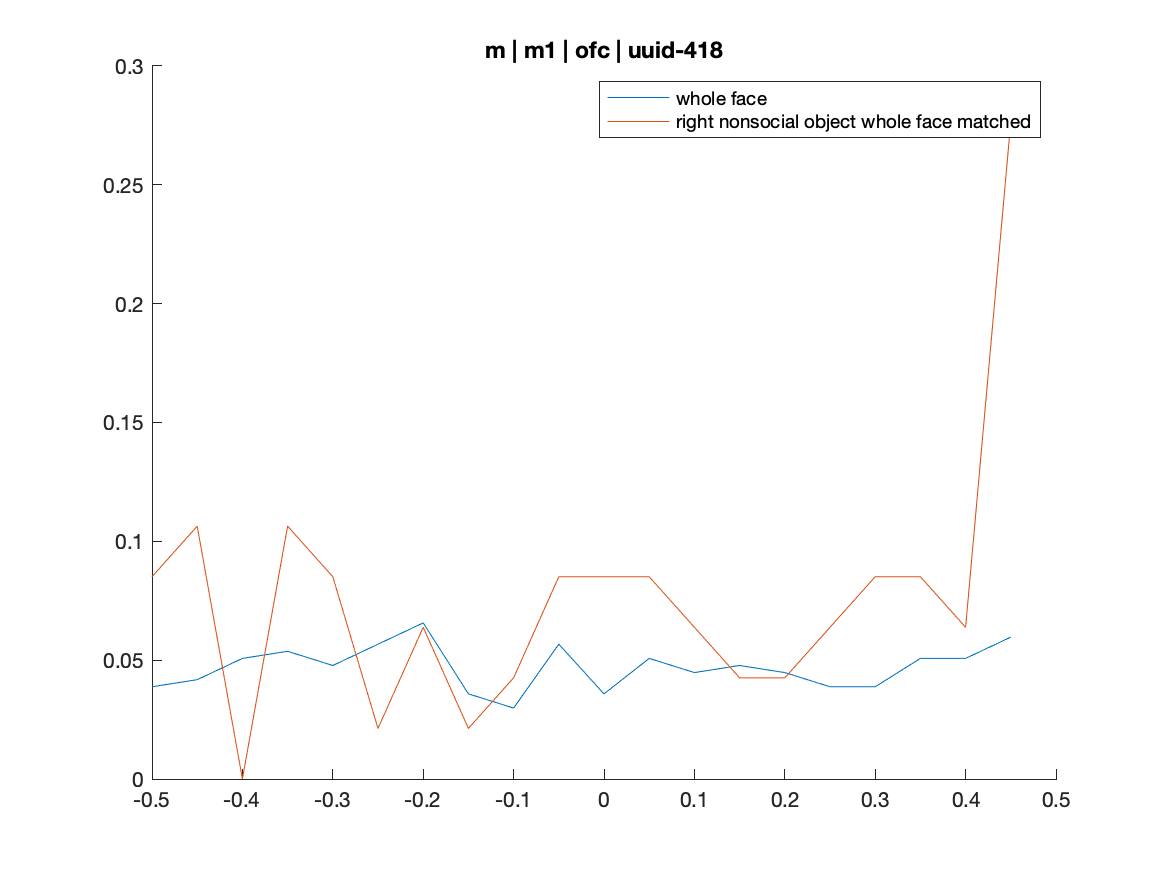 m | m1 | ofc | uuid-418
whole face
right nonsocial object whole face matched
0.3
0.25
0.2
0.15
0.1
0.05
0
-0.5 -0.4 -0.3 -0.2 -0.1 0 0.1 0.2 0.3 0.4 0.5